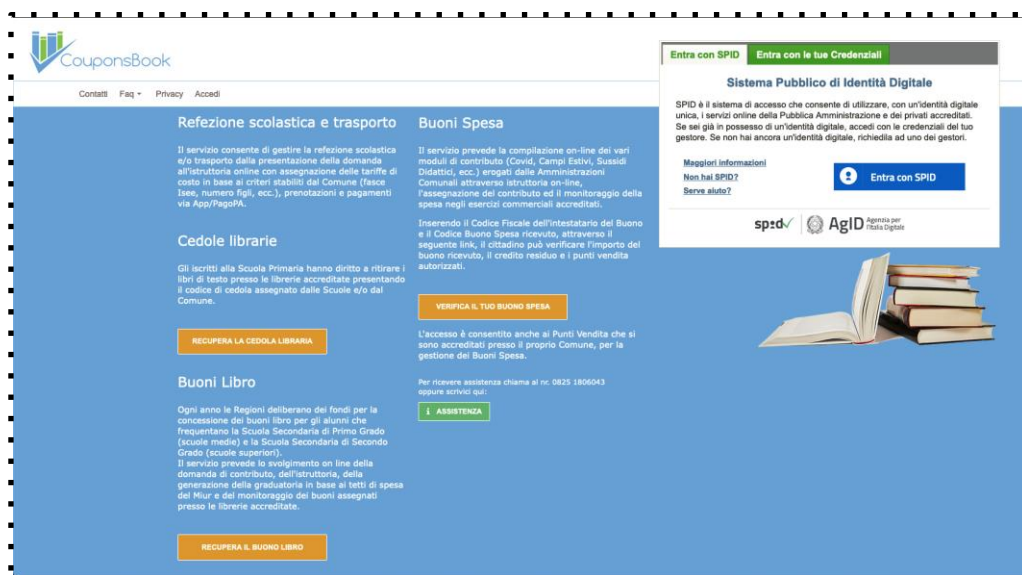 CouponsBook
Contatti Faq Privacy Accedi
Entra con SPID Entra con le tue Credenziali
Sistema Pubblico di Identità Digitale
SPID è il sistema di accesso che consente di utilizzare, con un'identità digitale
unica, i servizi online della Pubblica Amministrazione e dei privati accreditati.
Se sei già in possesso di un'identità digitale, accedi con le credenziali del tuo
gestore. Se non hai ancora un'identità digitale, richiedila ad uno dei gestori.
Maggiori informazioni
Non hai SPID?
Serve aiuto?
Entra con SPID
spid AgID Agenzia per
l'Italia Digitale
Refezione scolastica e trasporto
Il servizio consente di gestire la refezione scolastica
e/o trasporto dalla presentazione della domanda
all'istruttoria online con assegnazione delle tariffe di
costo in base ai criteri stabiliti dal Comune (fasce
Isee, numero figli, ecc.), prenotazioni e pagamenti
via App/PagoPA.
Cedole librarie
Gli iscritti alla Scuola Primaria hanno diritto a ritirare i
libri di testo presso le librerie accreditate presentando
il codice di cedola assegnato dalle Scuole e/o dal
Comune.
RECUPERA LA CEDOLA LIBRARIA
Buoni Libro
Ogni anno le Regioni deliberano dei fondi per la
concessione dei buoni libro per gli alunni che
frequentano la Scuola Secondaria di Primo Grado
(scuole medie) e la Scuola Secondaria di Secondo
Grado (scuole superiori).
Il servizio prevede lo svolgimento on line della
domanda di contributo, dell'istruttoria, della
generazione della graduatoria in base ai tetti di spesa
del Miur e del monitoraggio dei buoni assegnati
presso le librerie accreditate.
RECUPERA IL BUONO LIBRO
Buoni Spesa
Il servizio prevede la compilazione on-line dei vari
moduli di contributo (Covid, Campi Estivi, Sussidi
Didattici, ecc.) erogati dalle Amministrazioni
Comunali attraverso istruttoria on-line,
l'assegnazione del contributo ed il monitoraggio della
spesa negli esercizi commerciali accreditati.
Inserendo il Codice Fiscale dell'intestatario del Buono
e il Codice Buono Spesa ricevuto, attraverso il
seguente link, il cittadino può verificare l'importo del
buono ricevuto, il credito residuo e i punti vendita
autorizzati.
VERIFICA IL TUO BUONO SPESA
L'accesso è consentito anche ai Punti Vendita che si
sono accreditati presso il proprio Comune, per la
gestione dei Buoni Spesa.
Per ricevere assistenza chiama al nr. 0825 1806043
oppure scrivici qui:
ASSISTENZA